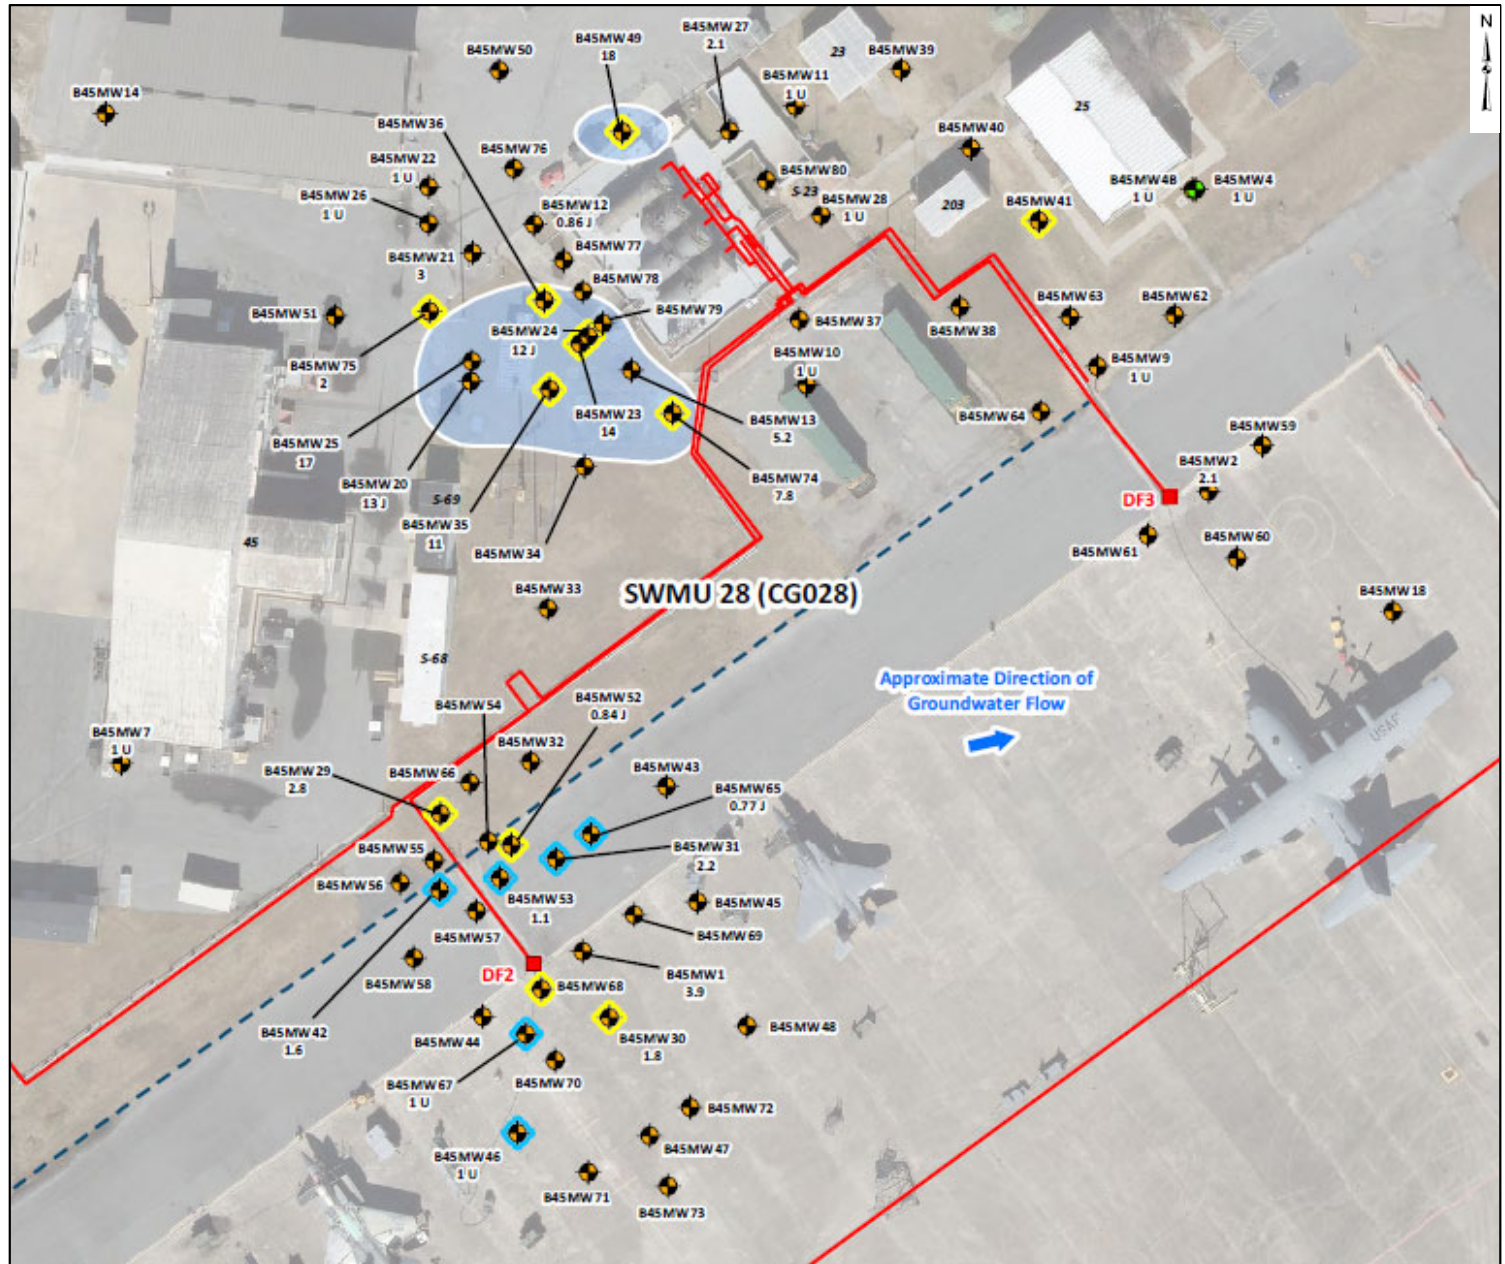 N
B45MW14
B45MW50
B45MW49
18
B45MW27
2.1
23
B45MW39
B45MW11
1 U
25
B45MW36
B45MW40
B45MW76
B45MW22
1 U
B45MW26
1 U
B45MW80
S-23
B45MW28
1 U
203
B45MW41
B45MW4B
1 U
B45MW4
1 U
B45MW12
0.86 J
B45MW77
B45MW21
3
B45MW78
B45MW79
B45MW51
B45MW24
12 J
B45MW37
B45MW38
B45MW63
B45MW62
B45MW75
2
B45MW10
1 U
B45MW9
1 U
B45MW23
14
B45MW13
5.2
B45MW64
B45MW25
17
B45MW59
B45MW2
2.1
B45MW20
13 J
S-69
B45MW74
7.8
DF3
B45MW35
11
45
B45MW34
B45MW61
B45MW60
B45MW33
SWMU 28 (CG028)
B45MW18
S-68
Approximate Direction of
Groundwater Flow
B45MW54
B45MW52
0.84 J
USAF
B45MW7
1 U
B45MW32
B45MW29
2.8
B45MW66
B45MW43
B45MW65
0.77 J
B45MW55
B45MW31
2.2
B45MW56
B45MW53
1.1
B45MW45
B45MW57
B45MW69
DF2
B45MW1
3.9
B45MW58
B45MW68
B45MW42
1.6
B45MW44
B45MW30
1.8
B45MW48
B45MW67
1 U
B45MW70
B45MW72
B45MW46
1 U
B45MW47
B45MW71
B45MW73